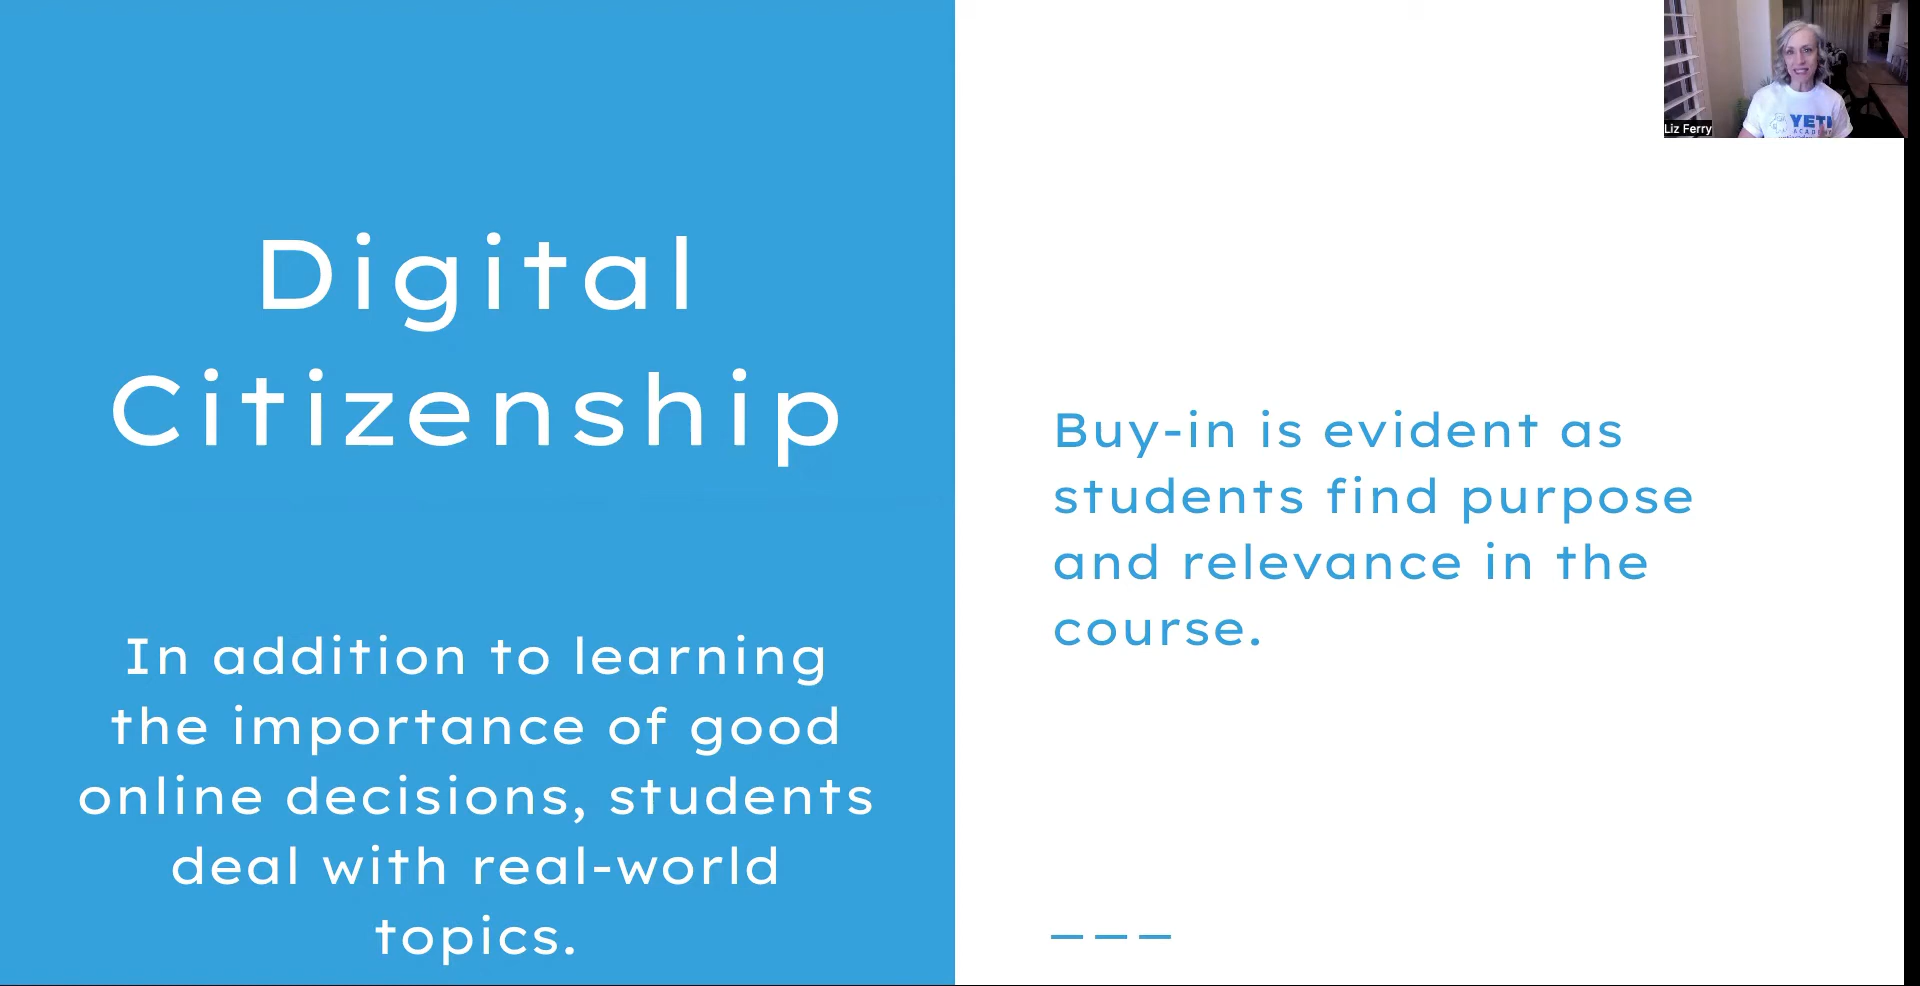 Digital
Citizenship
In addition to learning
the importance of good
online decisions, students
deal with real-world
topics.
Buy-in is evident as
students find purpose
and relevance in the
course.
Liz Ferry
YETI